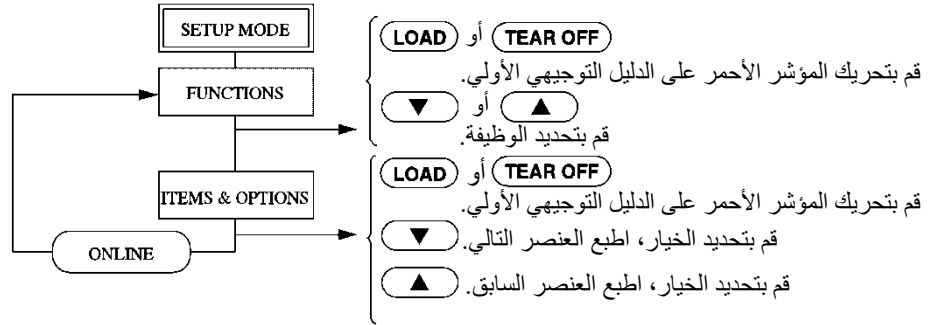 SETUP MODE
FUNCTIONS
ITEMS & OPTIONS
ONLINE
TEAR OFF أو LOAD
قم بتحريك المؤشر الأحمر على الدليل التوجيهي الأولي.
▲ أو ▼
قم بتحديد الوظيفة.
TEAR OFF أو LOAD
قم بتحريك المؤشر الأحمر على الدليل التوجيهي الأولي.
قم بتحديد الخيار، اطبع العنصر التالي. ▼
قم بتحديد الخيار، اطبع العنصر السابق. ▲